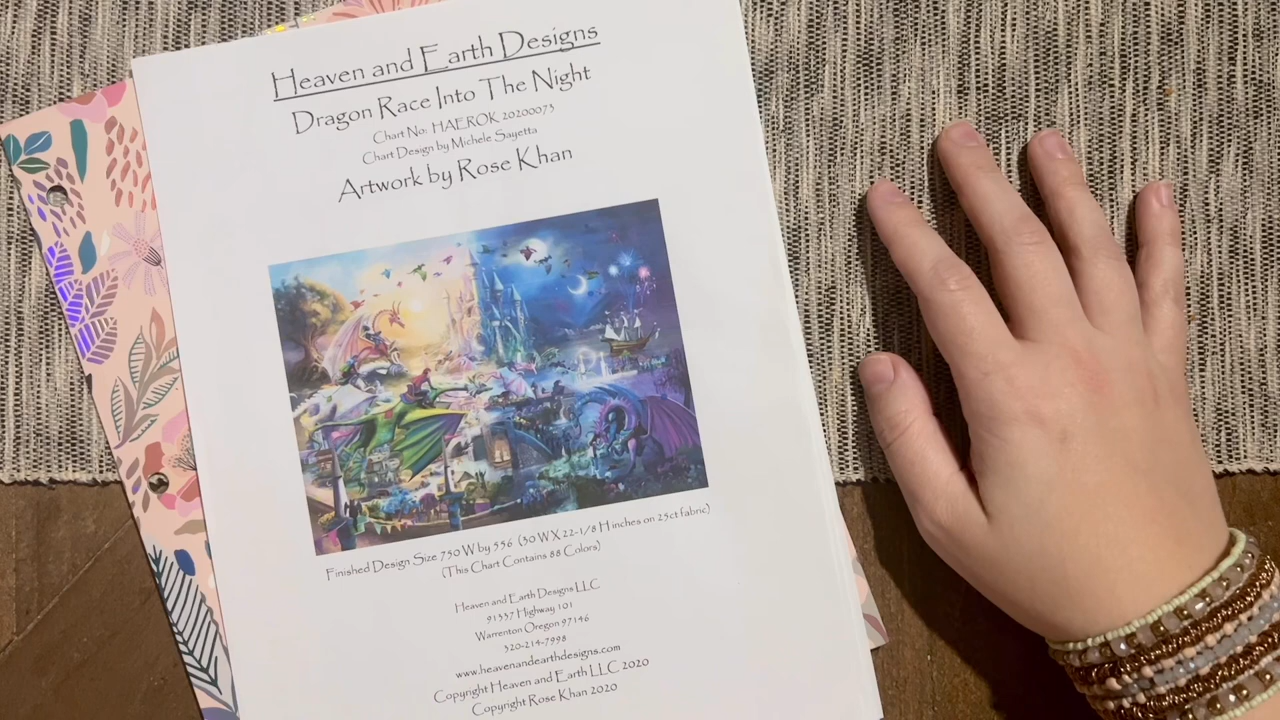 Heaven and Earth Designs
Dragon Race Into The Night
Chart No: HAEROK 20200073
Chart Design by Michele Sayetta
Artwork by Rose Khan
Finished Design Size 750 W by 556 (30 W X 22-1/8 H inches on 25ct fabric)
(This Chart Contains 88 Colors)
Heaven and Earth Designs LLC
91337 Highway 101
Warrenton Oregon 97146
320-214-7998
www.heavenandearthdesigns.com
Copyright Heaven and Earth LLC 2020
Copyright Rose Khan 2020